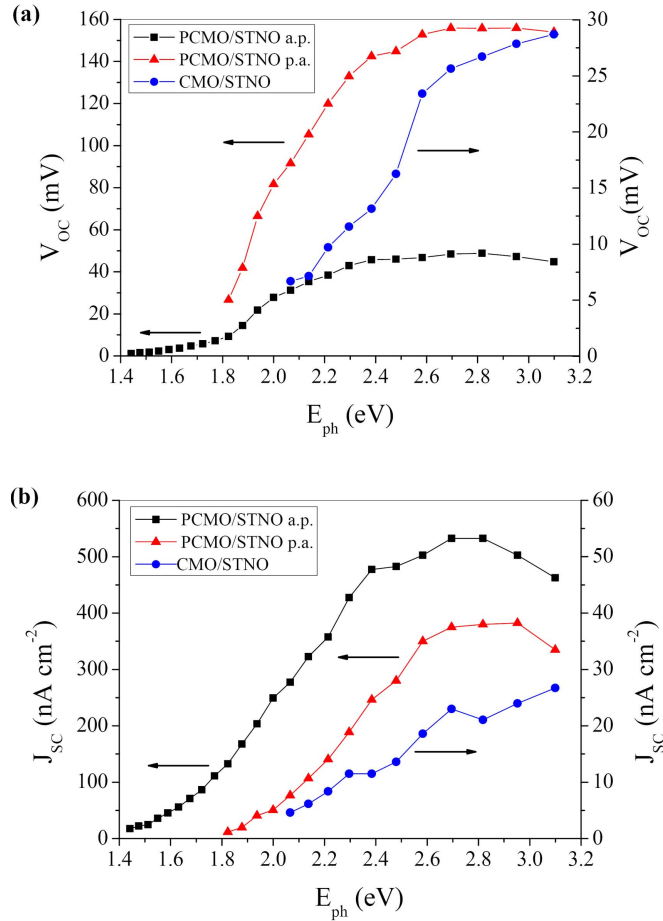 (a)
160
140
120
100
80
60
40
20
0
V_OC (mV)
PCMO/STNO a.p.
PCMO/STNO p.a.
CMO/STNO
30
25
20
15
10
5
0
V_OC(mV)
1.4 1.6 1.8 2.0 2.2 2.4 2.6 2.8 3.0 3.2
E_ph (eV)
(b)
600
500
400
300
200
100
0
J_SC (nA cm⁻²)
PCMO/STNO a.p.
PCMO/STNO p.a.
CMO/STNO
60
50
40
30
20
10
0
J_SC (nA cm⁻²)
1.4 1.6 1.8 2.0 2.2 2.4 2.6 2.8 3.0 3.2
E_ph (eV)